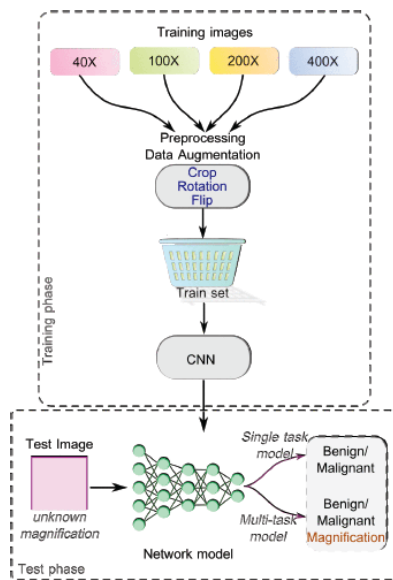 Training images
40X 100X 200X 400X
Preprocessing
Data Augmentation
Crop
Rotation
Flip
Train set
CNN
Training phase
Test Image
unknown
magnification
Network model
Single task
model
Multi-task
model
Benign/
Malignant
Benign/
Malignant
Magnification
Test phase